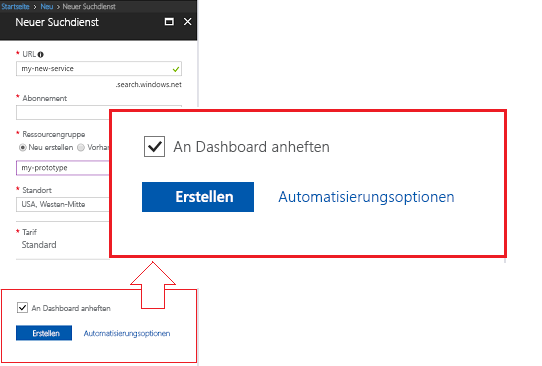 Startseite > Neu > Neuer Suchdienst
Neuer Suchdienst
* URL
my-new-service
.search.windows.net
* Abonnement
* Ressourcengruppe
Neu erstellen Vorha
my-prototype
* Standort
USA, Westen-Mitte
* Tarif
Standard
An Dashboard anheften
Erstellen Automatisierungsoptionen
An Dashboard anheften
Erstellen Automatisierungsoptionen